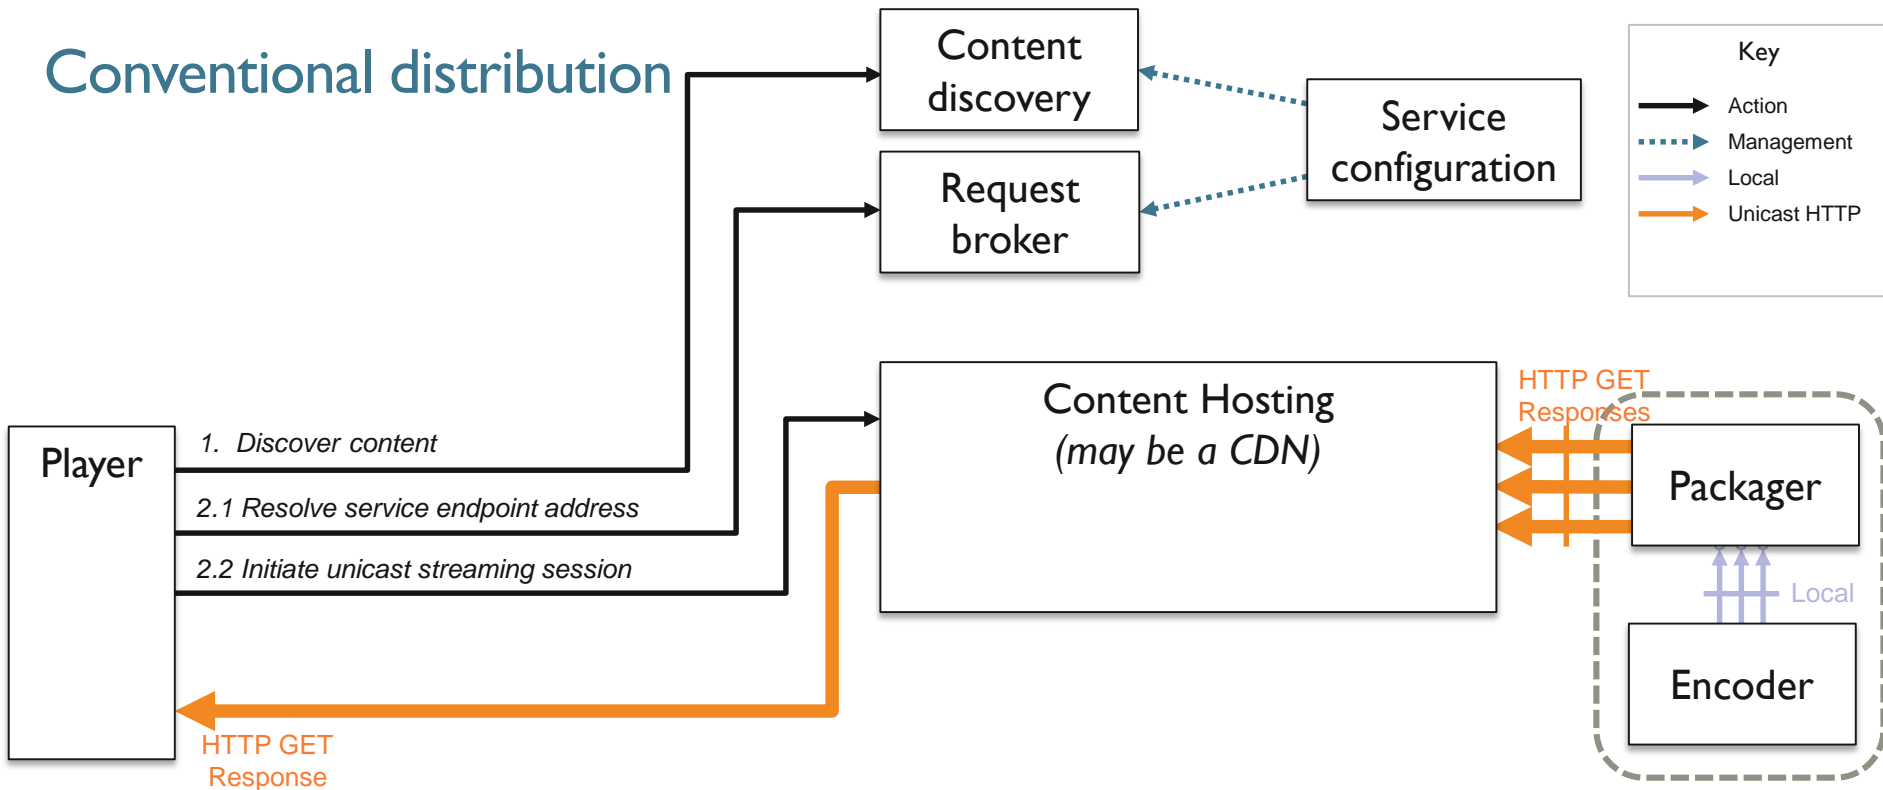 Conventional distribution
Content
discovery
Request
broker
Service
configuration
Key
Action
Management
Local
Unicast HTTP
Player
1.  Discover content
2.1 Resolve service endpoint address
2.2 Initiate unicast streaming session
HTTP GET
Response
Content Hosting
(may be a CDN)
HTTP GET
Responses
Packager
Local
Encoder